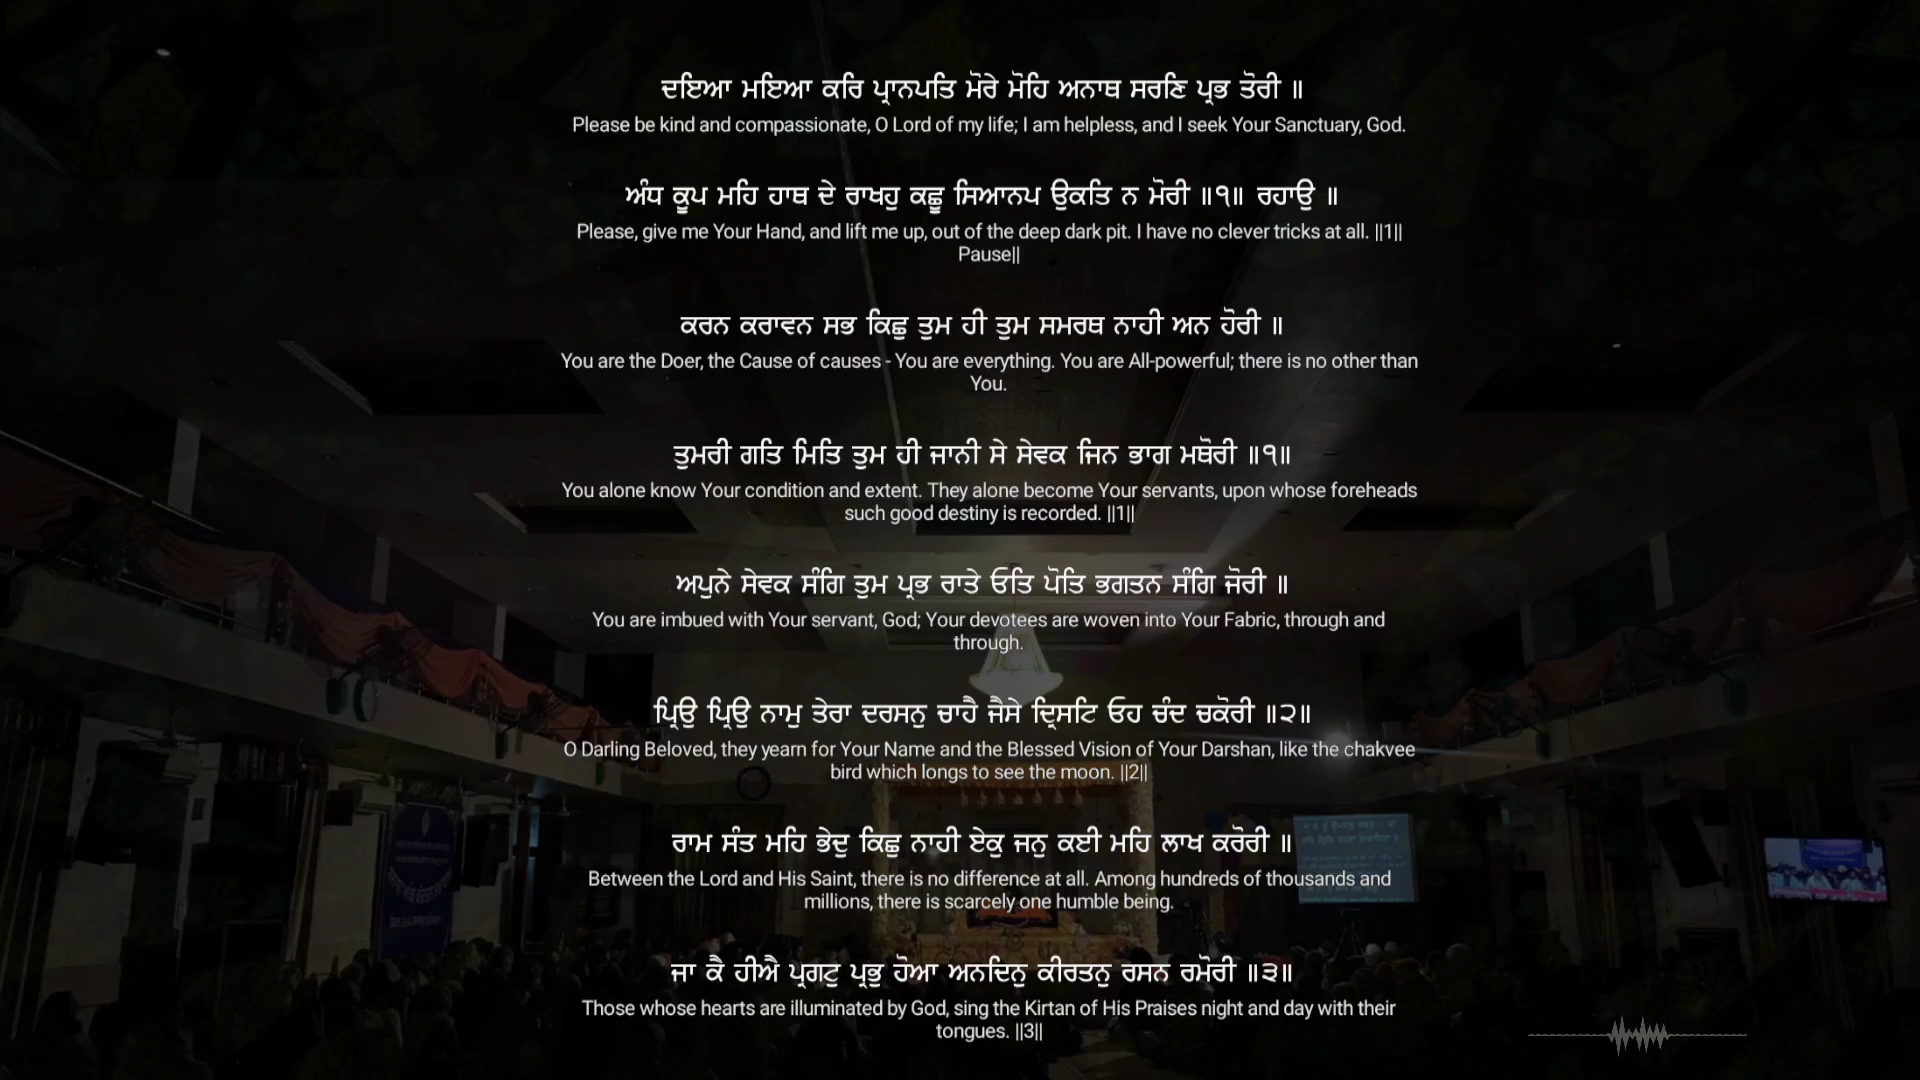 ਦਇਆ ਮਇਆ ਕਰਿ ਪ੍ਰਾਨਪਤਿ ਮੋਰੇ ਮੋਹਿ ਅਨਾਥ ਸਰਣਿ ਪ੍ਰਭ ਤੋਰੀ ॥
Please be kind and compassionate, O Lord of my life; I am helpless, and I seek Your Sanctuary, God.
ਅੰਧ ਕੂਪ ਮਹਿ ਹਾਥ ਦੇ ਰਾਖਹੁ ਕਛੂ ਸਿਆਨਪ ਉਕਤਿ ਨ ਮੋਰੀ ॥੧॥ ਰਹਾਉ ॥
Please, give me Your Hand, and lift me up, out of the deep dark pit. I have no clever tricks at all. ||1||
Pause||
ਕਰਨ ਕਰਾਵਨ ਸਭ ਕਿਛੁ ਤੁਮ ਹੀ ਤੁਮ ਸਮਰਥ ਨਾਹੀ ਅਨ ਹੋਰੀ ॥
You are the Doer, the Cause of causes - You are everything. You are All-powerful; there is no other than
You.
ਤੁਮਰੀ ਗਤਿ ਮਿਤਿ ਤੁਮ ਹੀ ਜਾਨੀ ਸੇ ਸੇਵਕ ਜਿਨ ਭਾਗ ਮਥੋਰੀ ॥੧॥
You alone know Your condition and extent. They alone become Your servants, upon whose foreheads
such good destiny is recorded. ||1||
ਅਪੁਨੇ ਸੇਵਕ ਸੰਗਿ ਤੁਮ ਪ੍ਰਭ ਰਾਤੇ ਓਤਿ ਪੋਤਿ ਭਗਤਨ ਸੰਗਿ ਜੋਰੀ ॥
You are imbued with Your servant, God; Your devotees are woven into Your Fabric, through and
through.
ਪ੍ਰਿਉ ਪ੍ਰਿਉ ਨਾਮੁ ਤੇਰਾ ਦਰਸਨੁ ਚਾਹੈ ਜੈਸੇ ਦ੍ਰਿਸਟਿ ਓਹ ਚੰਦ ਚਕੋਰੀ ॥੨॥
O Darling Beloved, they yearn for Your Name and the Blessed Vision of Your Darshan, like the chakvee
bird which longs to see the moon. ||2||
ਰਾਮ ਸੰਤ ਮਹਿ ਭੇਦੁ ਕਿਛੁ ਨਾਹੀ ਏਕੁ ਜਨੁ ਕਈ ਮਹਿ ਲਾਖ ਕਰੋਰੀ ॥
Between the Lord and His Saint, there is no difference at all. Among hundreds of thousands and
millions, there is scarcely one humble being.
ਜਾ ਕੈ ਹੀਐ ਪ੍ਰਗਟੁ ਪ੍ਰਭੁ ਹੋਆ ਅਨਦਿਨੁ ਕੀਰਤਨੁ ਰਸਨ ਰਮੋਰੀ ॥੩॥
Those whose hearts are illuminated by God, sing the Kirtan of His Praises night and day with their
tongues. ||3||